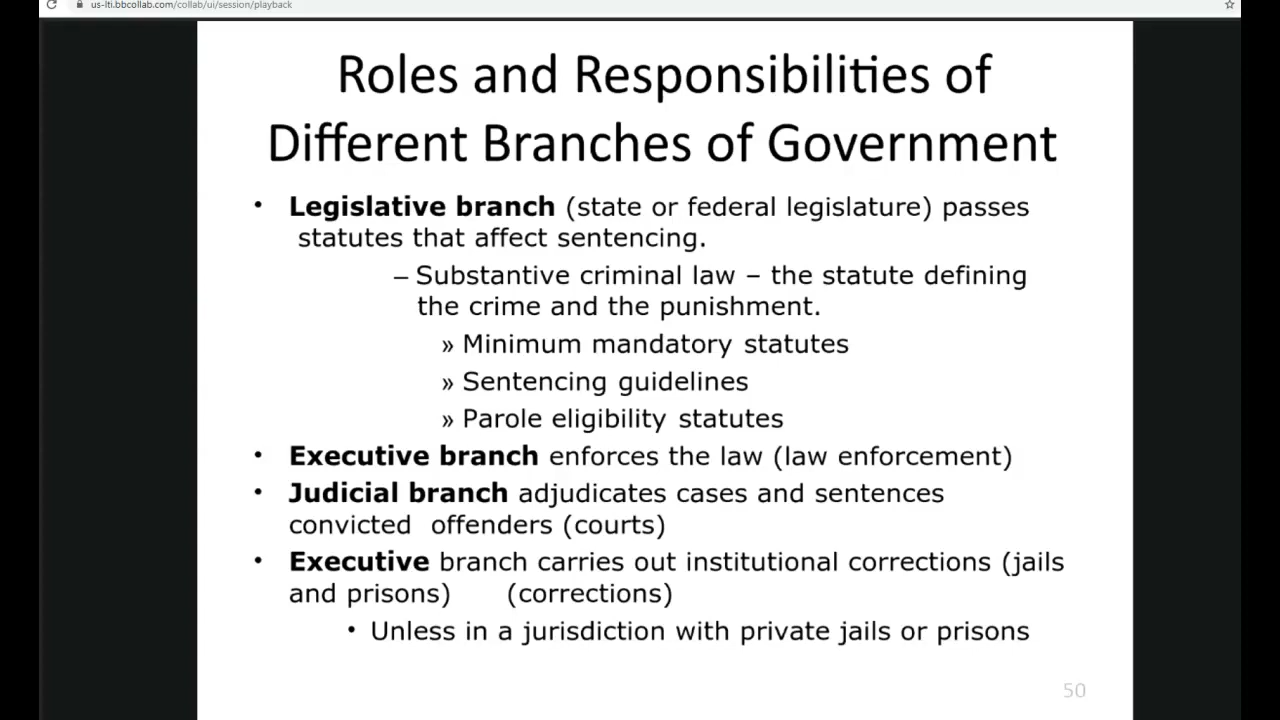 us-lti.bbcollab.com/collab/ui/session/playback
Roles and Responsibilities of
Different Branches of Government
• Legislative branch (state or federal legislature) passes
statutes that affect sentencing.
– Substantive criminal law – the statute defining
the crime and the punishment.
» Minimum mandatory statutes
» Sentencing guidelines
» Parole eligibility statutes
• Executive branch enforces the law (law enforcement)
• Judicial branch adjudicates cases and sentences
convicted offenders (courts)
• Executive branch carries out institutional corrections (jails
and prisons) (corrections)
• Unless in a jurisdiction with private jails or prisons
50